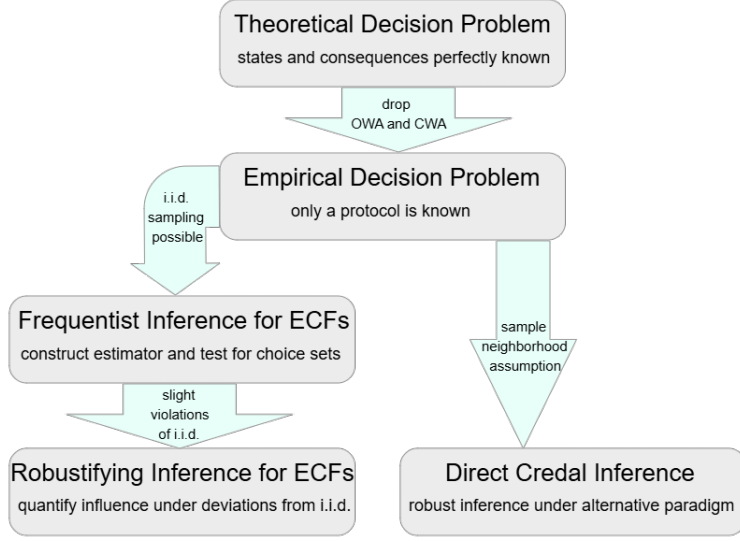 Theoretical Decision Problem
states and consequences perfectly known
drop
OWA and CWA
Empirical Decision Problem
only a protocol is known
i.i.d.
sampling
possible
Frequentist Inference for ECFs
construct estimator and test for choice sets
sample
neighborhood
assumption
slight
violations
of i.i.d.
Robustifying Inference for ECFs
quantify influence under deviations from i.i.d.
Direct Credal Inference
robust inference under alternative paradigm